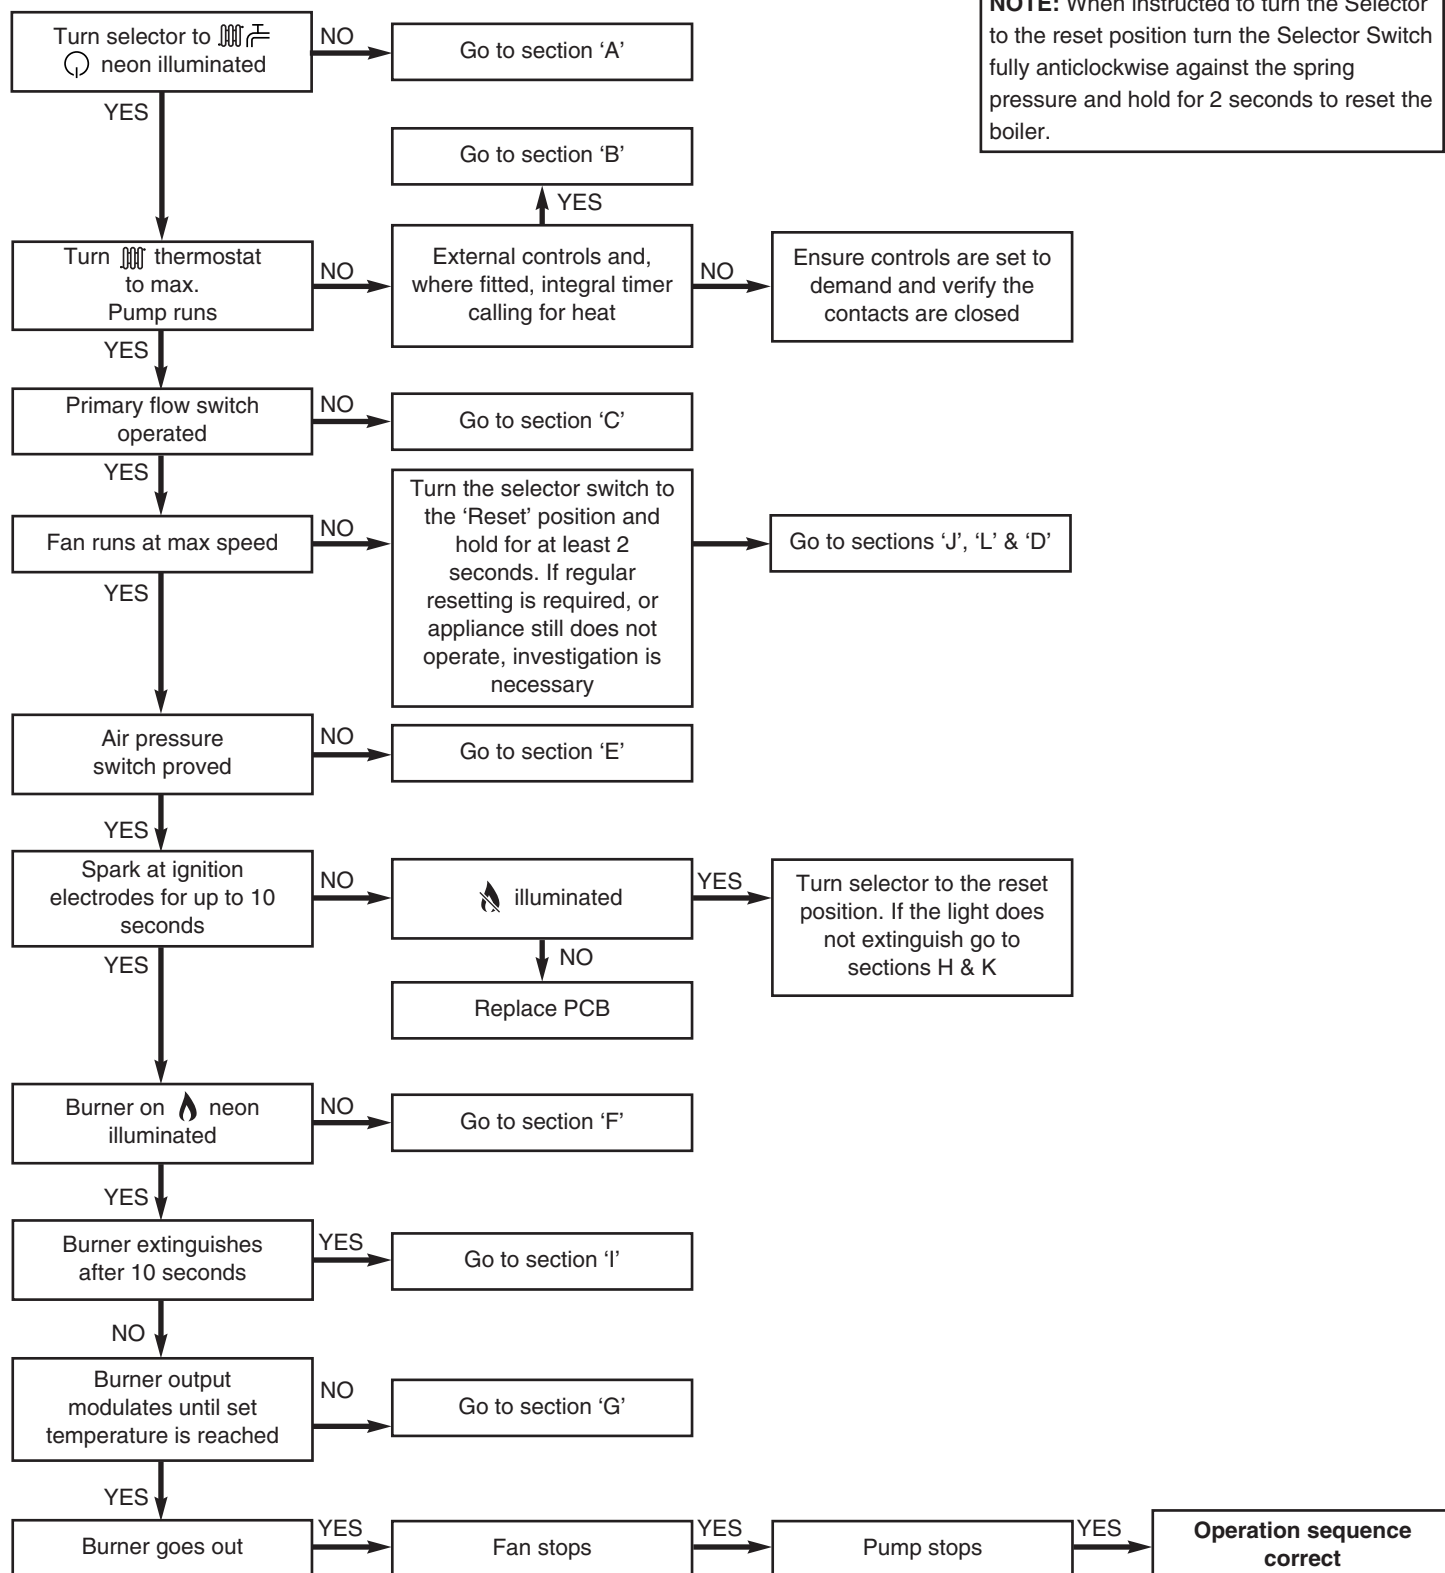 Turn selector to
neon illuminated
NO
Go to section ‘A’
NOTE: When instructed to turn the Selector
to the reset position turn the Selector Switch
fully anticlockwise against the spring
pressure and hold for 2 seconds to reset the
boiler.
YES
Go to section ‘B’
YES
Turn thermostat
to max.
Pump runs
NO
External controls and,
where fitted, integral timer
calling for heat
NO
Ensure controls are set to
demand and verify the
contacts are closed
YES
Primary flow switch
operated
NO
Go to section ‘C’
YES
Fan runs at max speed
NO
Turn the selector switch to
the ‘Reset’ position and
hold for at least 2
seconds. If regular
resetting is required, or
appliance still does not
operate, investigation is
necessary
Go to sections ‘J’, ‘L’ & ‘D’
YES
Air pressure
switch proved
NO
Go to section ‘E’
YES
Spark at ignition
electrodes for up to 10
seconds
NO
illuminated
YES
Turn selector to the reset
position. If the light does
not extinguish go to
sections H & K
NO
Replace PCB
YES
Burner on neon
illuminated
NO
Go to section ‘F’
YES
Burner extinguishes
after 10 seconds
YES
Go to section ‘I’
NO
Burner output
modulates until set
temperature is reached
NO
Go to section ‘G’
YES
Burner goes out
YES
Fan stops
YES
Pump stops
YES
Operation sequence
correct